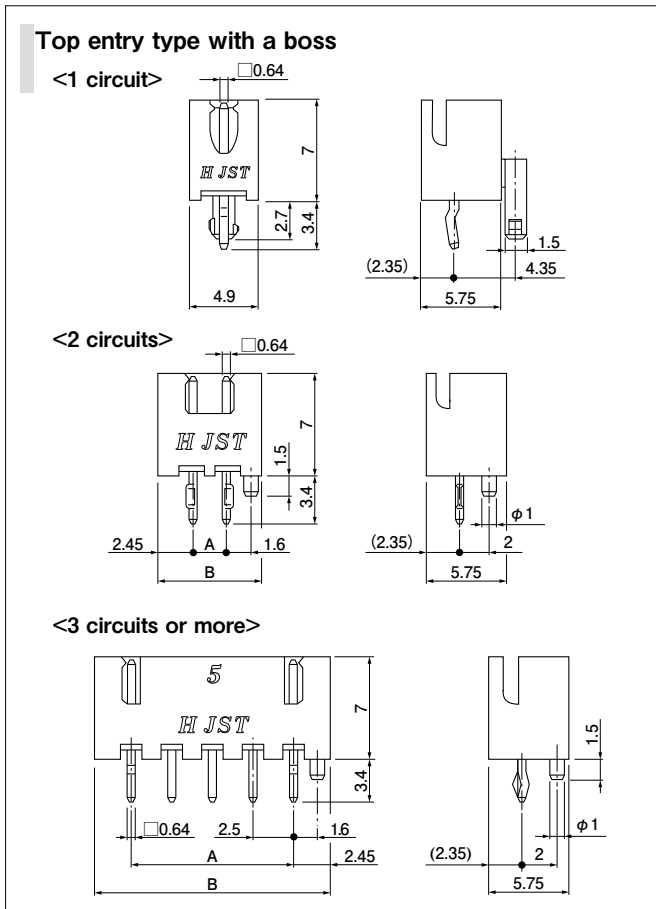 Top entry type with a boss
<1 circuit>
□0.64
H JST
7
2.7
3.4
4.9
1.5
(2.35)
4.35
5.75
<2 circuits>
□0.64
H JST
7
1.5
3.4
2.45
A
1.6
B
φ1
(2.35)
2
5.75
<3 circuits or more>
5
H JST
7
3.4
□0.64
2.5
1.6
A
2.45
B
1.5
φ1
(2.35)
2
5.75